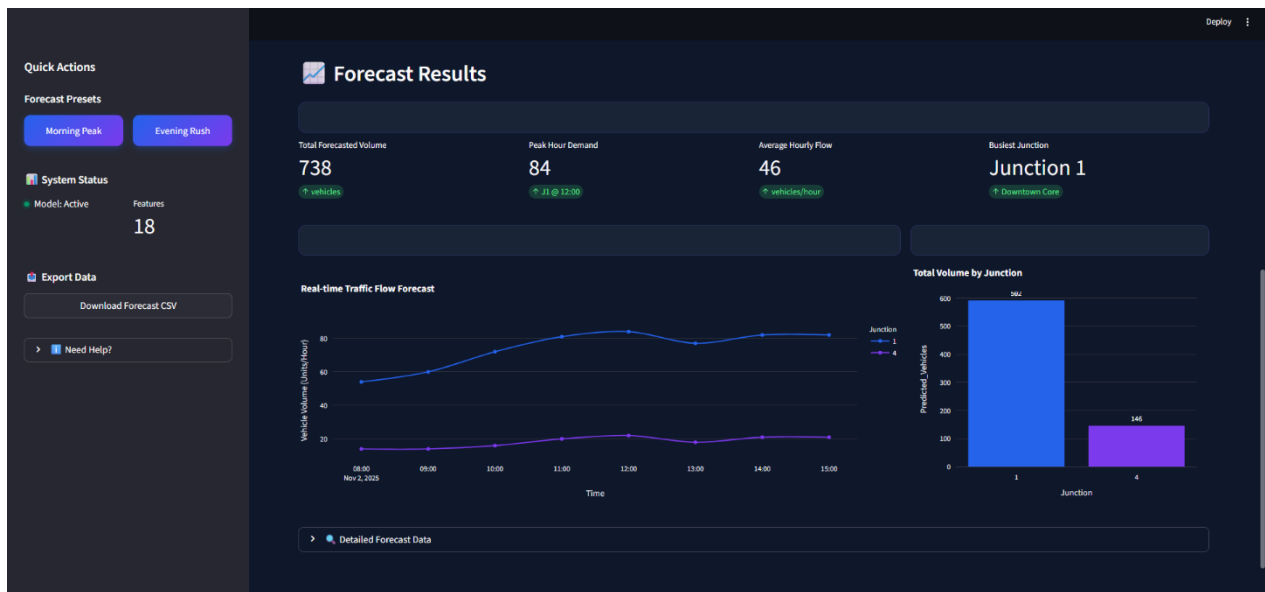 Deploy
Quick Actions
Forecast Presets
Morning Peak
Evening Rush
System Status
Model: Active
Features
18
Export Data
Download Forecast CSV
Need Help?
Forecast Results
Total Forecasted Volume
738
↑ vehicles
Peak Hour Demand
84
↑ J1 @ 12:00
Average Hourly Flow
46
↑ vehicles/hour
Busiest Junction
Junction 1
↑ Downtown Core
Real-time Traffic Flow Forecast
Vehicle Volume (Units/Hour)
80
60
40
20
08:00
Nov 2, 2025
09:00
10:00
11:00
12:00
13:00
14:00
15:00
Time
Junction
1
4
Total Volume by Junction
Predicted_Vehicles
600
500
400
300
200
100
0
146
1
4
Junction
Detailed Forecast Data